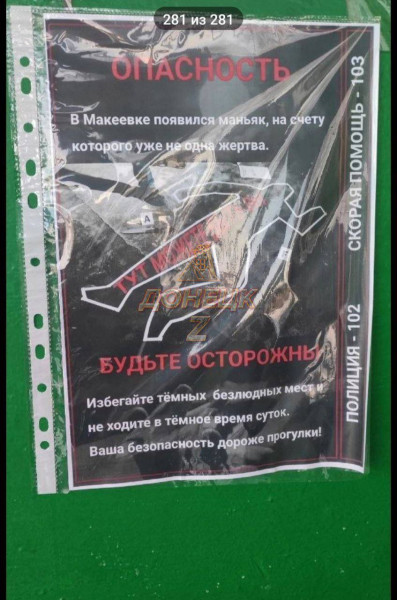 281 из 281
ОПАСНОСТЬ
В Макеевке появился маньяк, на счету
которого уже не одна жертва.
А
ТУТ
ДОНЕЦК
Z
БУДЬТЕ ОСТОРОЖНЫ
Избегайте тёмных безлюдных мест и
не ходите в тёмное время суток.
Ваша безопасность дороже прогулки!
ПОЛИЦИЯ - 102
СКОРАЯ ПОМОЩЬ - 103